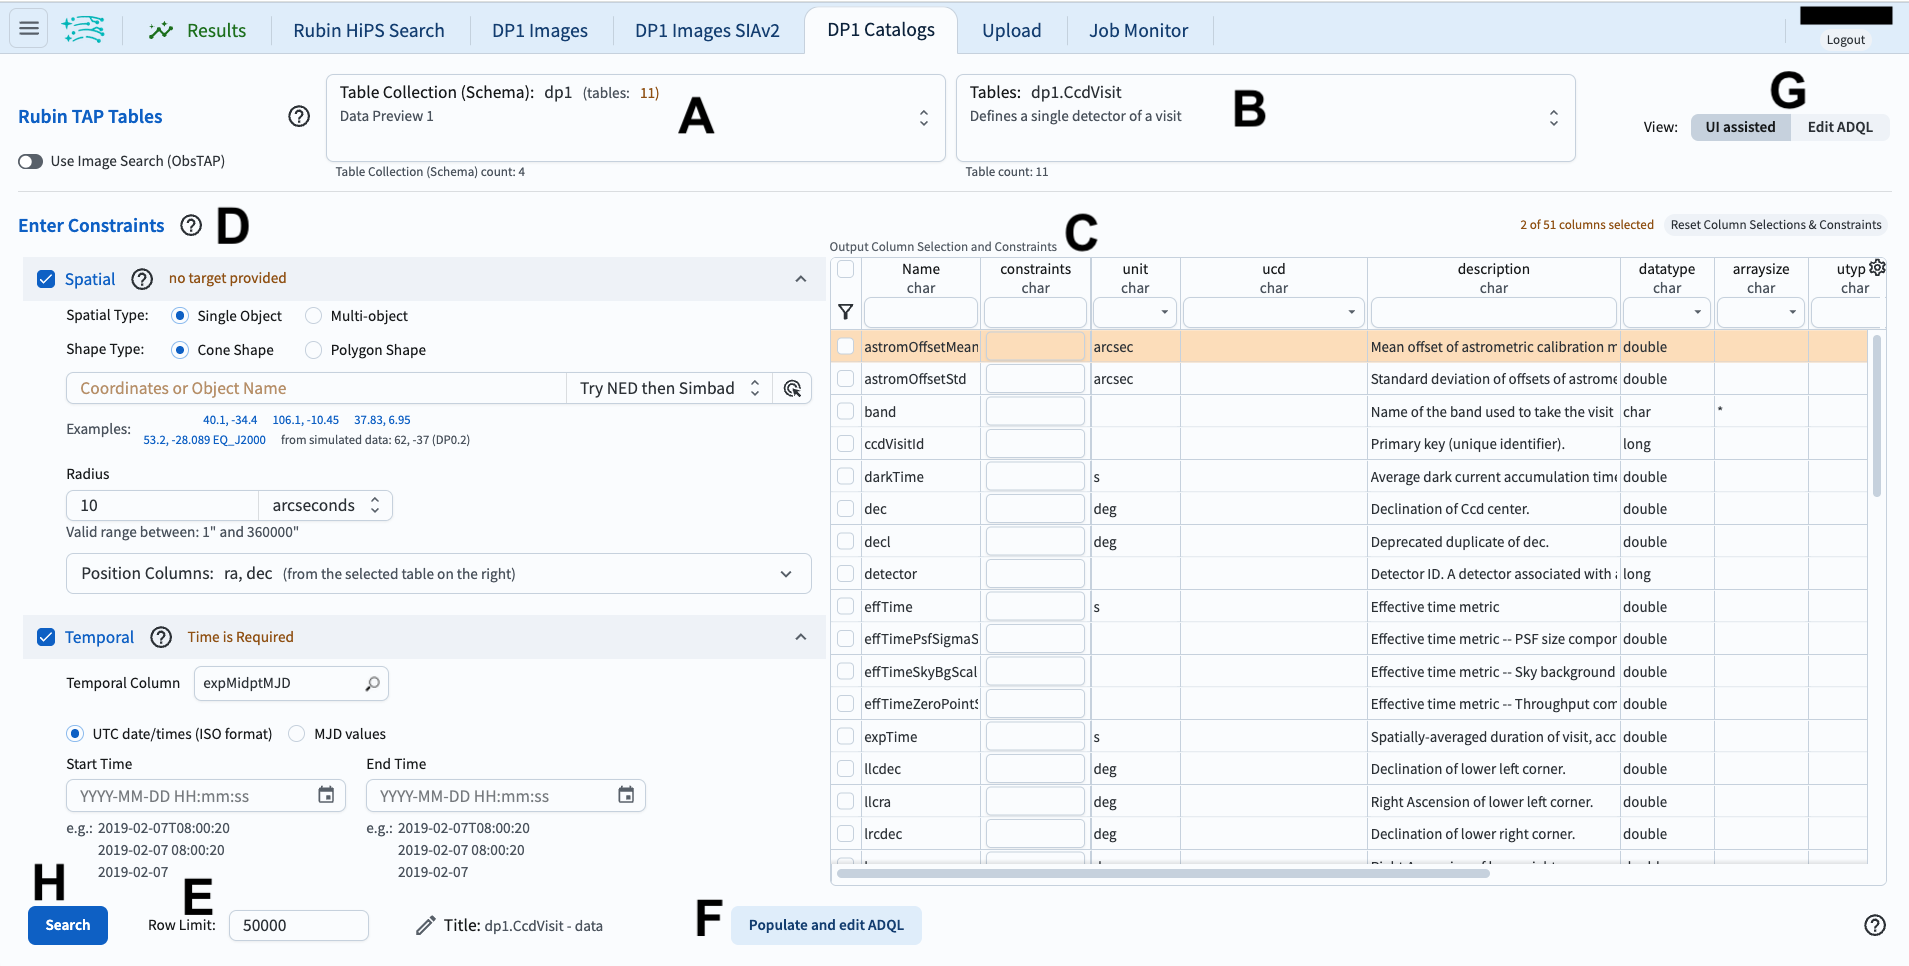 Results
Rubin HiPS Search
DP1 Images
DP1 Images SIAv2
DP1 Catalogs
Upload
Job Monitor
Logout
Rubin TAP Tables
Use Image Search (ObsTAP)
Table Collection (Schema): dp1 (tables: 11)
Data Preview 1
A
Table Collection (Schema) count: 4
Tables: dp1.CcdVisit
Defines a single detector of a visit
B
Table count: 11
G
View: UI assisted Edit ADQL
Enter Constraints
D
Spatial no target provided
Spatial Type: Single Object Multi-object
Shape Type: Cone Shape Polygon Shape
Coordinates or Object Name Try NED then Simbad
Examples: 40.1, -34.4 106.1, -10.45 37.83, 6.95
53.2, -28.089 EQ_J2000 from simulated data: 62, -37 (DP0.2)
Radius
10 arcseconds
Valid range between: 1" and 360000"
Position Columns: ra, dec (from the selected table on the right)
Temporal Time is Required
Temporal Column expMidptMJD
UTC date/times (ISO format) MJD values
Start Time End Time
YYYY-MM-DD HH:mm:ss YYYY-MM-DD HH:mm:ss
e.g.: 2019-02-07T08:00:20 e.g.: 2019-02-07T08:00:20
2019-02-07 08:00:20 2019-02-07 08:00:20
2019-02-07 2019-02-07
C
2 of 51 columns selected Reset Column Selections & Constraints
Output Column Selection and Constraints
Name constraints unit ucd description datatype arraysize utyp
char char char char char char char char
astromOffsetMean arcsec Mean offset of astrometric calibration m double
astromOffsetStd arcsec Standard deviation of offsets of astrome double
band Name of the band used to take the visit char *
ccdVisitId Primary key (unique identifier). long
darkTime s Average dark current accumulation time double
dec deg Declination of Ccd center. double
decl deg Deprecated duplicate of dec. double
detector Detector ID. A detector associated with a long
effTime s Effective time metric double
effTimePsfSigmaS Effective time metric -- PSF size compor double
effTimeSkyBgScal Effective time metric -- Sky background double
effTimeZeroPointS Effective time metric -- Throughput com double
expTime s Spatially-averaged duration of visit, acc double
llcdec deg Declination of lower left corner. double
llcra deg Right Ascension of lower left corner. double
lrcdec deg Declination of lower right corner. double
H
E
F
Search Row Limit: 50000 Title: dp1.CcdVisit - data Populate and edit ADQL